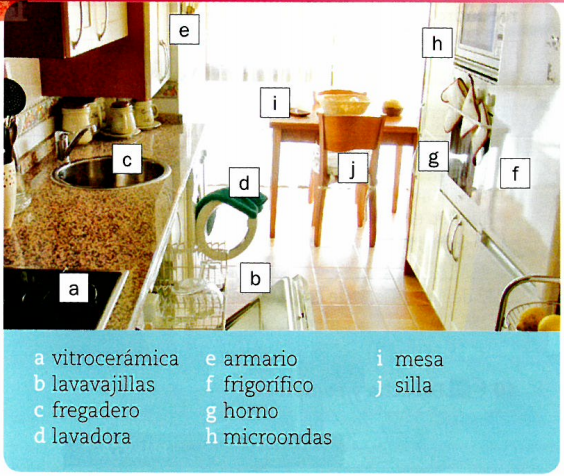 e
h
i
c
j
g
f
d
b
a
a vitrocerámica
b lavavajillas
c fregadero
d lavadora
e armario
f frigorífico
g horno
h microondas
i mesa
j silla